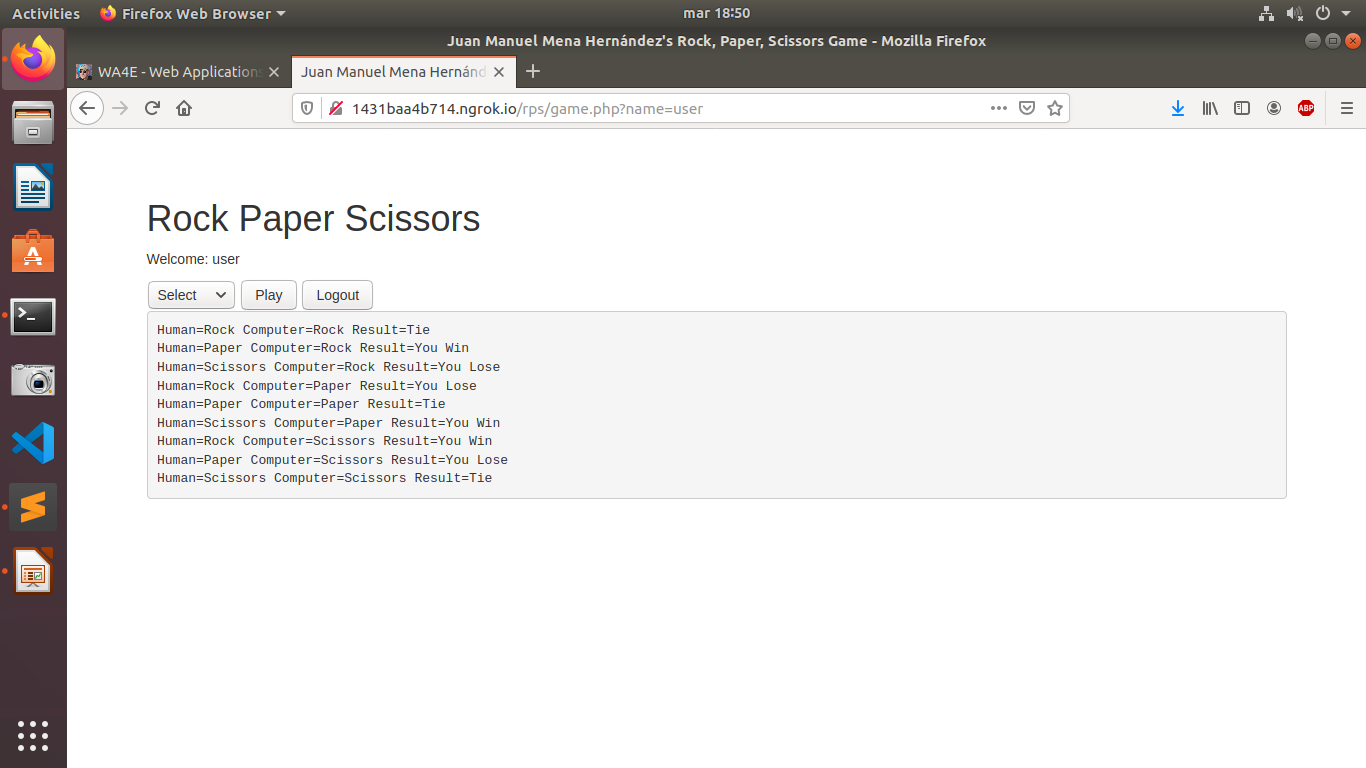 Activities
Firefox Web Browser
mar 18:50
Juan Manuel Mena Hernández's Rock, Paper, Scissors Game - Mozilla Firefox
WA4E - Web Applications
Juan Manuel Mena Hernánd
1431baa4b714.ngrok.io/rps/game.php?name=user
ABP
Rock Paper Scissors
Welcome: user
Select
Play
Logout
Human=Rock Computer=Rock Result=Tie
Human=Paper Computer=Rock Result=You Win
Human=Scissors Computer=Rock Result=You Lose
Human=Rock Computer=Paper Result=You Lose
Human=Paper Computer=Paper Result=Tie
Human=Scissors Computer=Paper Result=You Win
Human=Rock Computer=Scissors Result=You Win
Human=Paper Computer=Scissors Result=You Lose
Human=Scissors Computer=Scissors Result=Tie